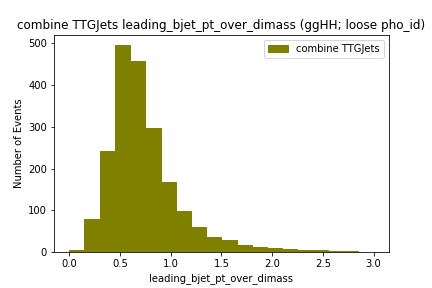 combine TTGJets leading_bjet_pt_over_dimass (ggHH; loose pho_id)
combine TTGJets
Number of Events
500
400
300
200
100
0
0.0 0.5 1.0 1.5 2.0 2.5 3.0
leading_bjet_pt_over_dimass